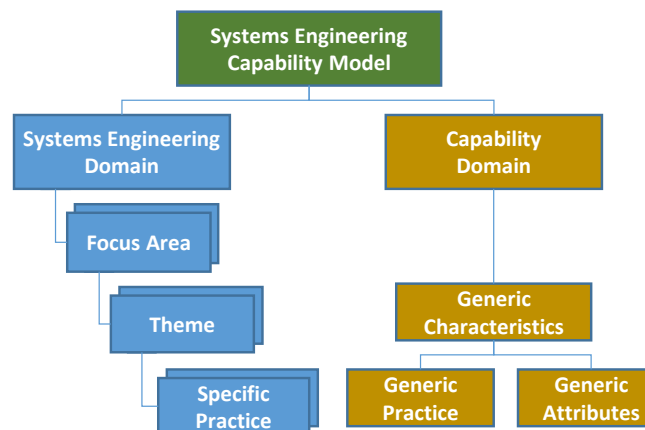 Systems Engineering
Capability Model
Systems Engineering
Domain
Capability
Domain
Focus Area
Theme
Generic
Characteristics
Specific
Practice
Generic
Practice
Generic
Attributes